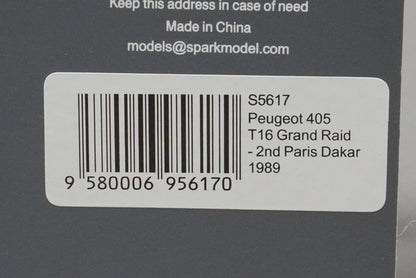 Keep this address in case of need
Made in China
models@sparkmodel.com
S5617
Peugeot 405
T16 Grand Raid
- 2nd Paris Dakar
1989
9 580006 956170